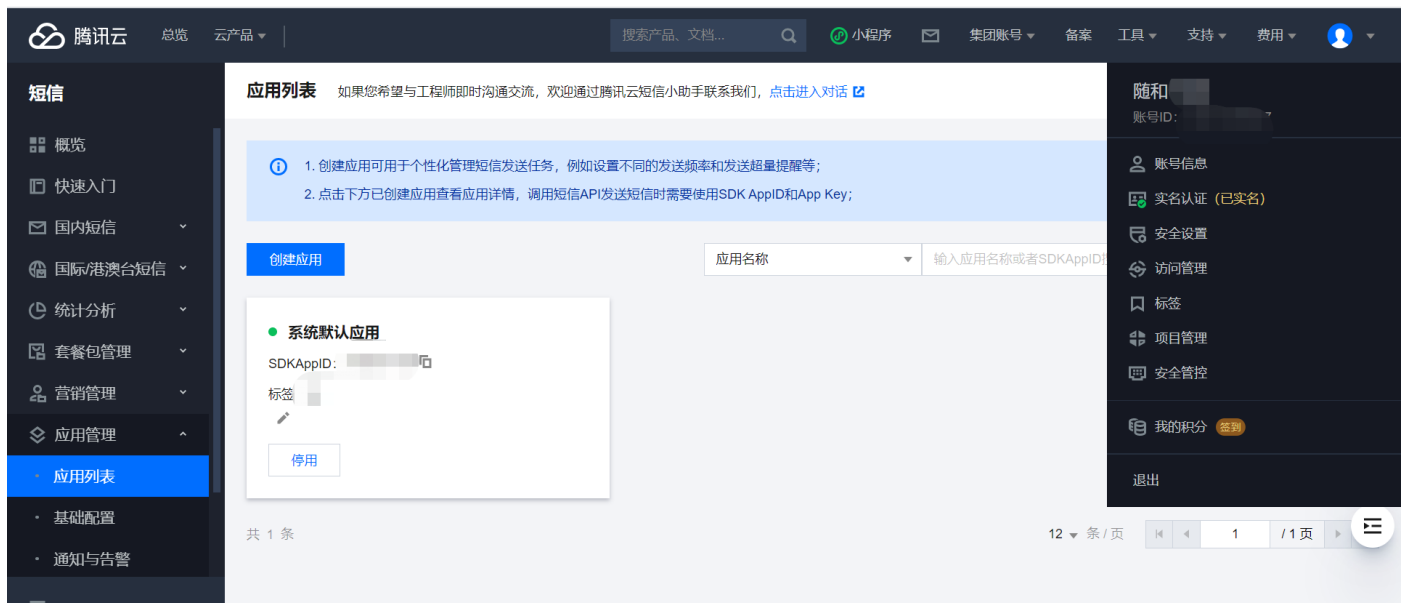 腾讯云 总览 云产品 搜索产品、文档... 小程序 集团账号 备案 工具 支持 费用
短信
概览
快速入门
国内短信
国际/港澳台短信
统计分析
套餐包管理
营销管理
应用管理
应用列表
基础配置
通知与告警
应用列表 如果您希望与工程师即时沟通交流，欢迎通过腾讯云短信小助手联系我们，点击进入对话
1. 创建应用可用于个性化管理短信发送任务，例如设置不同的发送频率和发送超量提醒等；
2. 点击下方已创建应用查看应用详情，调用短信API发送短信时需要使用SDK AppID和App Key；
创建应用 应用名称 输入应用名称或者SDKAppID
系统默认应用
SDKAppID：
标签
停用
共 1 条 12 条 / 页 1 / 1 页
随和
账号ID:
账号信息
实名认证 (已实名)
安全设置
访问管理
标签
项目管理
安全管控
我的积分 签到
退出